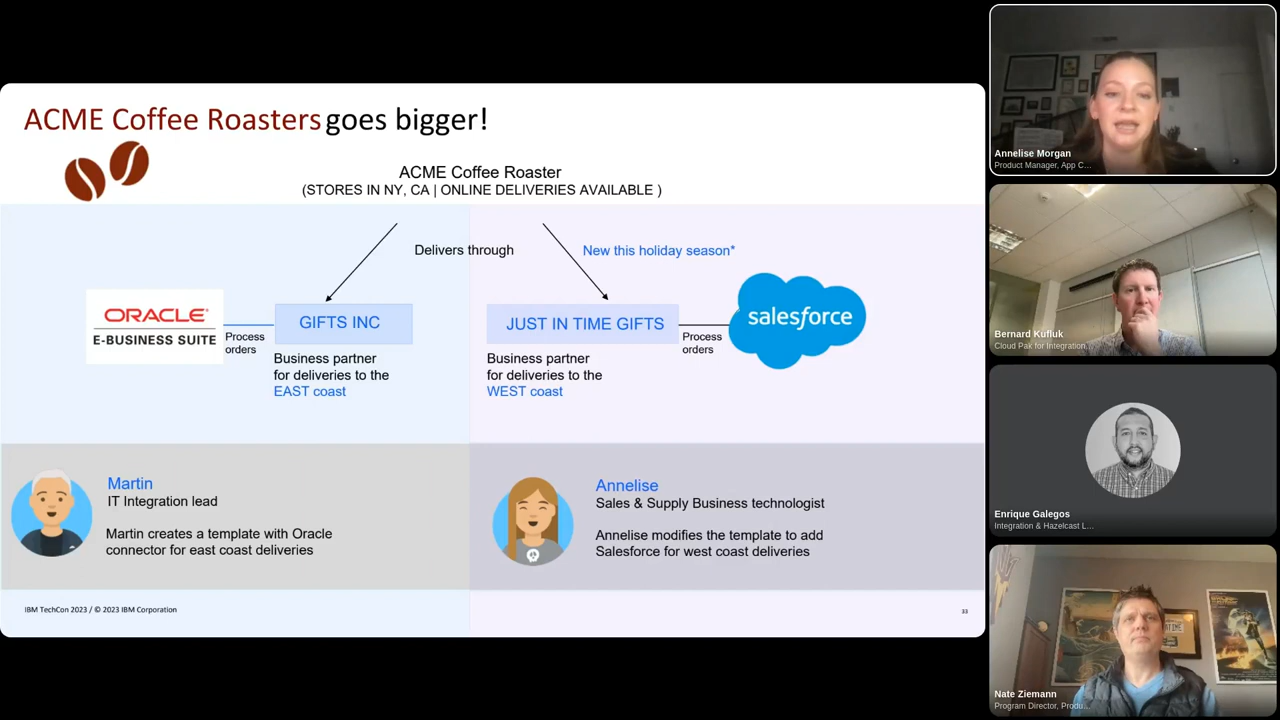 ACME Coffee Roasters goes bigger!
ACME Coffee Roaster
(STORES IN NY, CA | ONLINE DELIVERIES AVAILABLE )
Delivers through
New this holiday season*
ORACLE
E-BUSINESS SUITE
Process
orders
GIFTS INC
Business partner
for deliveries to the
EAST coast
JUST IN TIME GIFTS
Business partner
for deliveries to the
WEST coast
Process
orders
salesforce
Martin
IT Integration lead
Martin creates a template with Oracle
connector for east coast deliveries
Annelise
Sales & Supply Business technologist
Annelise modifies the template to add
Salesforce for west coast deliveries
IBM TechCon 2023 / © 2023 IBM Corporation
33
Annelise Morgan
Product Manager, App C...
Bernard Kufluk
Cloud Pak for Integration...
Enrique Galegos
Integration & Hazelcast L...
Nate Ziemann
Program Director, Produ...